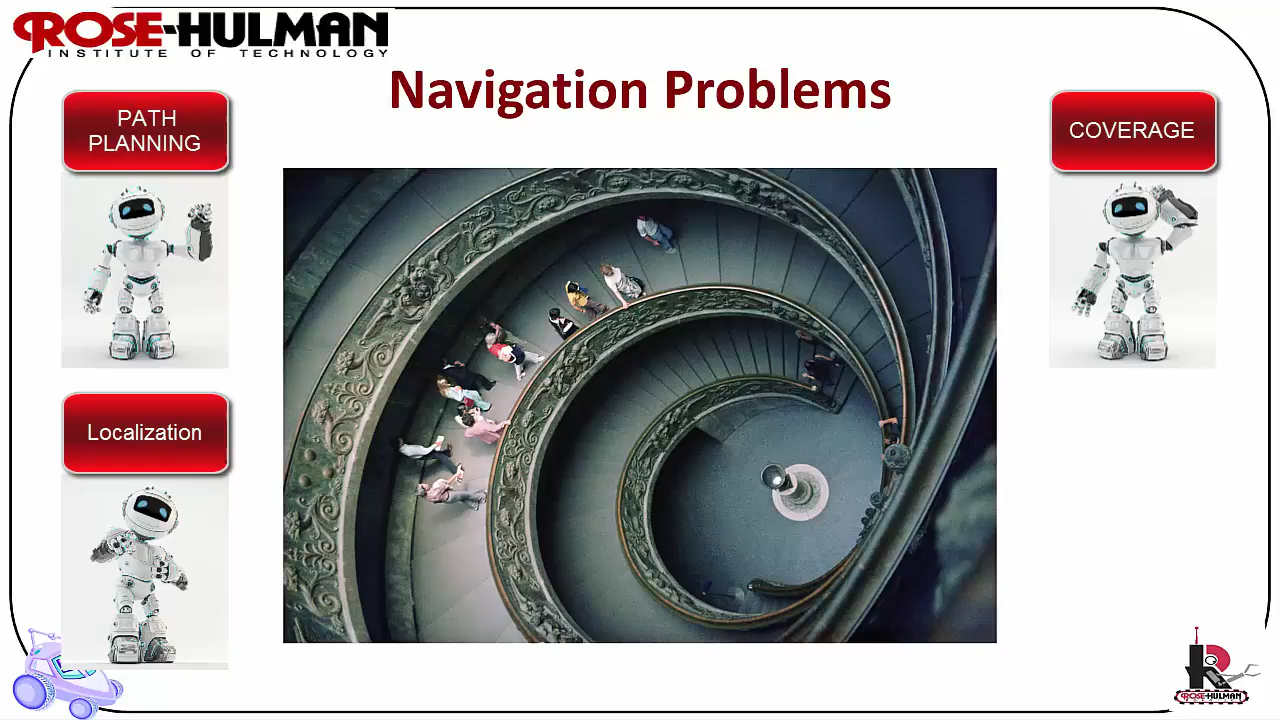 ROSE-HULMAN
INSTITUTE OF TECHNOLOGY
Navigation Problems
PATH
PLANNING
COVERAGE
Localization
R
ROSE-HULMAN